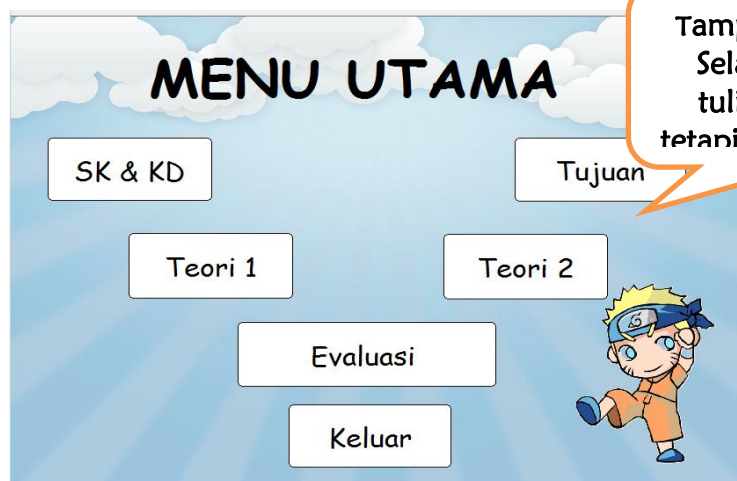 MENU UTAMA
SK & KD
Tujuan
Teori 1
Teori 2
Evaluasi
Keluar